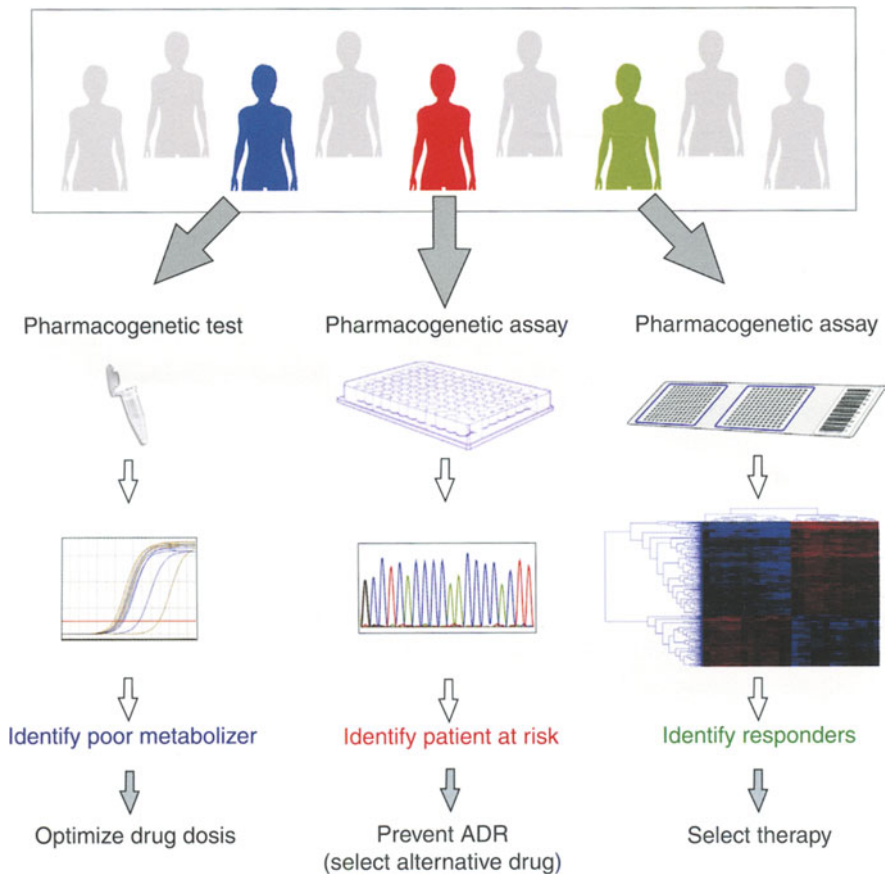 Pharmacogenetic test
Pharmacogenetic assay
Pharmacogenetic assay
Identify poor metabolizer
Identify patient at risk
Identify responders
Optimize drug dosis
Prevent ADR
(select alternative drug)
Select therapy